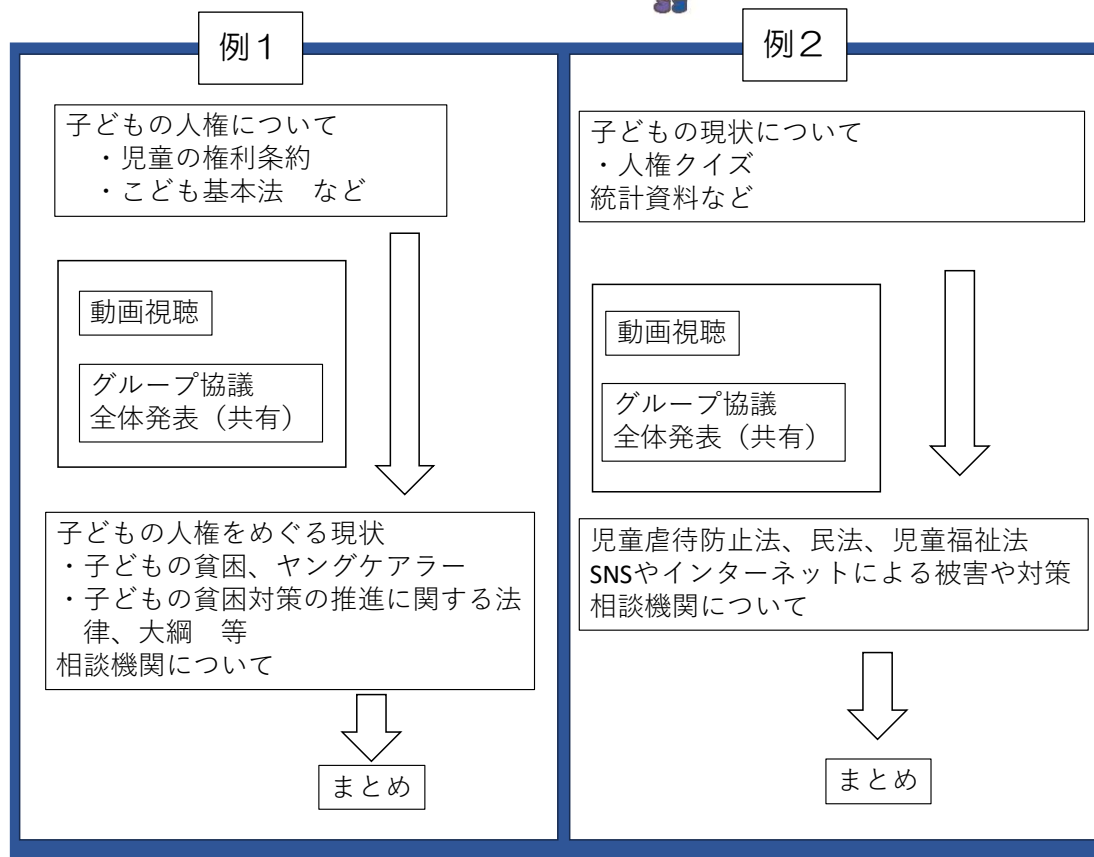 例1
子どもの人権について
・児童の権利条約
・こども基本法　など
動画視聴
グループ協議
全体発表（共有）
子どもの人権をめぐる現状
・子どもの貧困、ヤングケアラー
・子どもの貧困対策の推進に関する法
律、大綱　等
相談機関について
まとめ
例２
子どもの現状について
・人権クイズ
統計資料など
動画視聴
グループ協議
全体発表（共有）
児童虐待防止法、民法、児童福祉法
SNSやインターネットによる被害や対策
相談機関について
まとめ